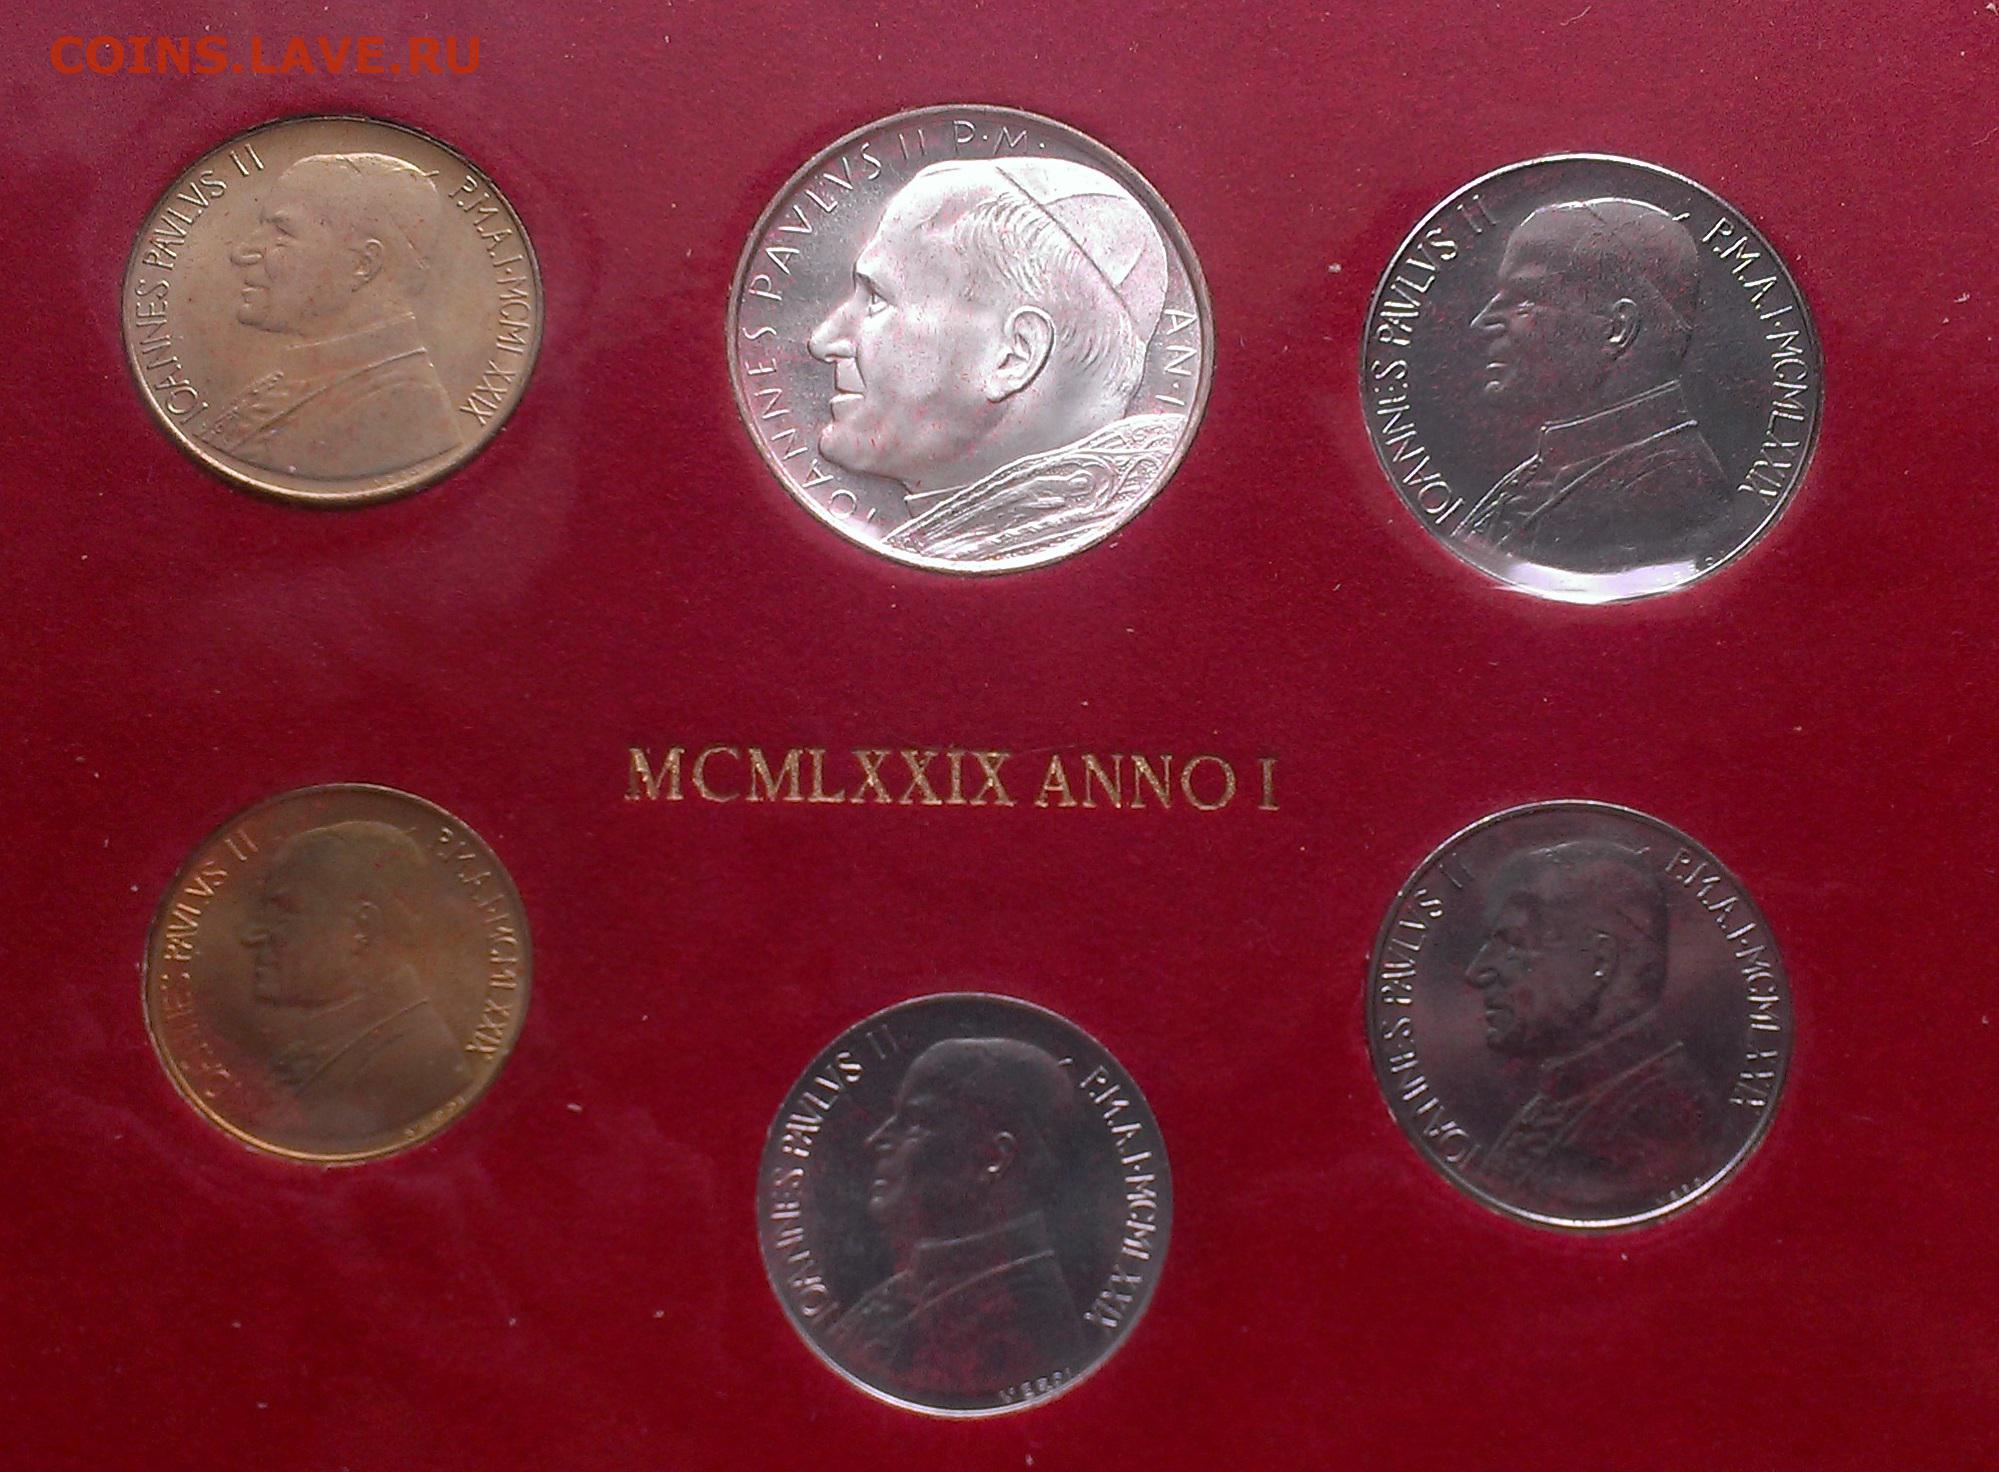 COINS.LAVE.RU
IOANNES PAVLVS II P.M.A.I·MCMLXXIX
IOANNES PAVLVS II P·M· AN·I
IOANNES PAVLVS II P.M.A.I·MCMLXXIX
MCMLXXIX ANNO I
PAVLVS II P.M.A.I·MCMLXXIX
IOANNES PAVLVS II P.M.A.I·MCMLXXIX
VERDI
IOANNES PAVLVS II P.M.A.I·MCMLXXIX